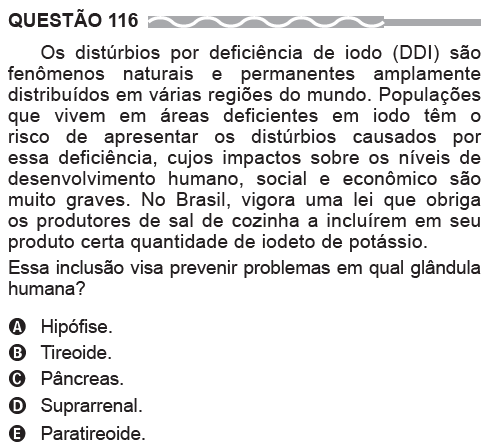 QUESTÃO 116
Os distúrbios por deficiência de iodo (DDI) são
fenômenos naturais e permanentes amplamente
distribuídos em várias regiões do mundo. Populações
que vivem em áreas deficientes em iodo têm o
risco de apresentar os distúrbios causados por
essa deficiência, cujos impactos sobre os níveis de
desenvolvimento humano, social e econômico são
muito graves. No Brasil, vigora uma lei que obriga
os produtores de sal de cozinha a incluírem em seu
produto certa quantidade de iodeto de potássio.
Essa inclusão visa prevenir problemas em qual glândula
humana?
A Hipófise.
B Tireoide.
C Pâncreas.
D Suprarrenal.
E Paratireoide.